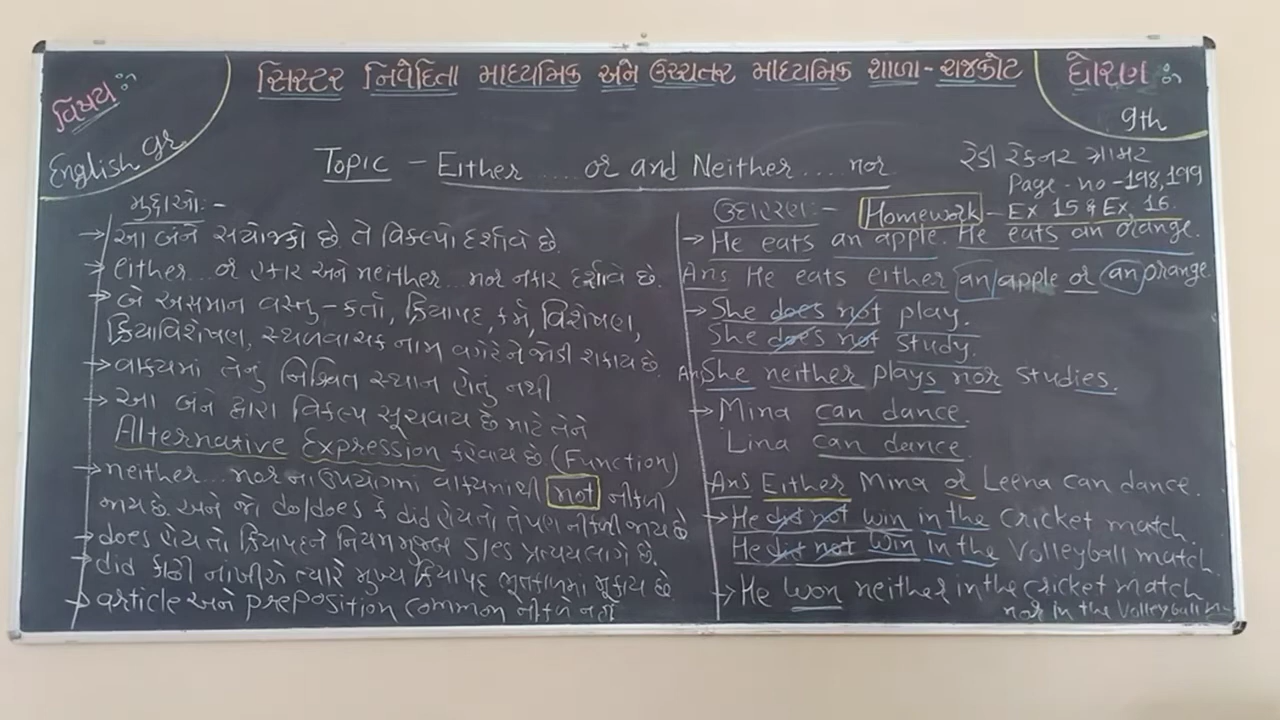 સિસ્ટર નિવેદિતા માધ્યમિક અને ઉચ્ચતર માધ્યમિક શાળા - રાજકોટ
વિષય:
English gr
ધોરણ:
9th
Topic - Either .... or and Neither ..... nor
રેડી રેકનર ગ્રામર
Page - no - 198, 199
Homework - Ex 15 & Ex, 16.
મુદ્દાઓ :-
→ આ બંને સંયોજકો છે. તે વિકલ્પો દર્શાવે છે.
→ either... or હકાર અને neither... nor નકાર દર્શાવે છે.
→ બે અસમાન વસ્તુ - કર્તા, ક્રિયાપદ, કર્મ, વિશેષણ,
ક્રિયાવિશેષણ, સ્થળવાચક નામ વગેરેને જોડી શકાય છે
→ વાક્યમાં તેનું નિશ્ચિત સ્થાન હોતું નથી
→ આ બંને દ્વારા વિકલ્પ સૂચવાય છે માટે તેને
Alternative Expression કહેવાય છે. (Function)
→ neither... nor ના ઉપયોગમાં વાક્યમાંથી not નીકળી
જાય છે. અને જો do/does કે did હોય તો તે પણ નીકળી જાય છે
→ does હોય તો ક્રિયાપદને નિયમ મુજબ s/es પ્રત્યય લાગે છે.
→ did કાઢી નાંખીએ ત્યારે મુખ્ય ક્રિયાપદ ભૂતકાળમાં મૂકાય છે
→ article અને preposition common નીકળે નહીં
ઉદાહરણ :-
→ He eats an apple. He eats an orange.
Ans He eats either an apple or an orange.
→ She does not play.
She does not study.
Ans She neither plays nor studies.
→ Mina can dance.
Lina can dance
Ans Either Mina or Leena can dance.
→ He did not win in the cricket match.
He did not win in the Volleyball match.
→ He won neither in the cricket match
nor in the Volleyball